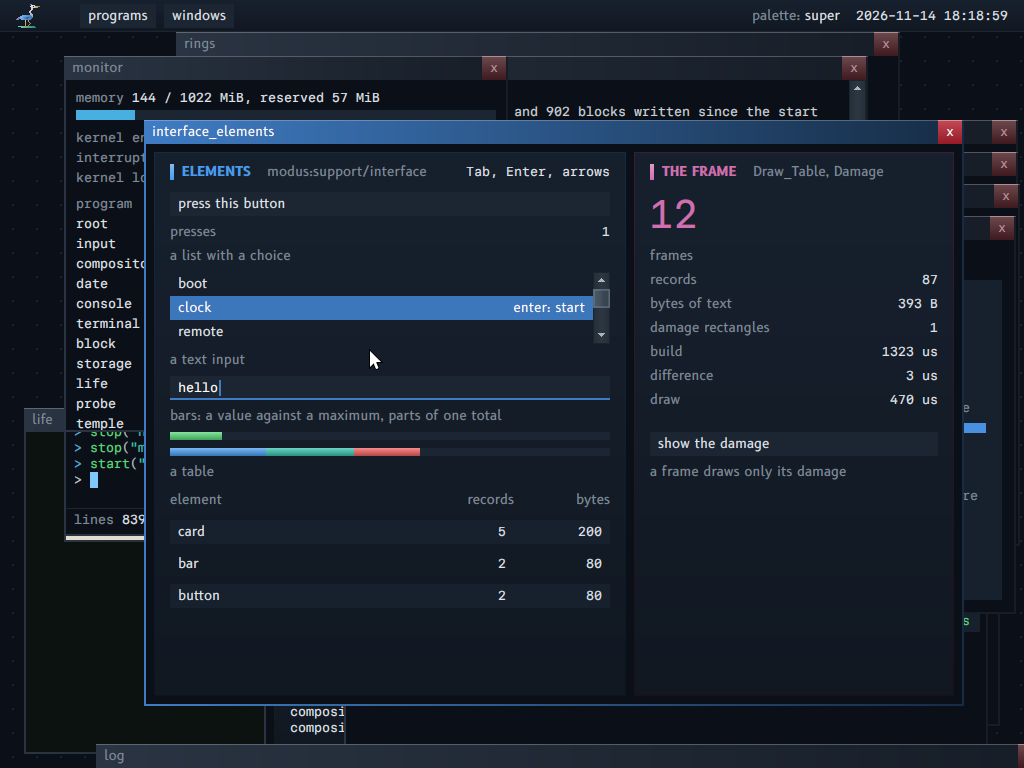 programs windows palette: super 2026-11-14 18:18:59
rings x
monitor x x
memory 144 / 1022 MiB, reserved 57 MiB
and 902 blocks written since the start
interface_elements x x
kernel
interrupt
kernel
x
x
x
program
root
input
date
console
terminal
block
storage
life
probe
temple
ELEMENTS modus:support/interface Tab, Enter, arrows
press this button
presses 1
a list with a choice
boot
clock enter: start
remote
a text input
hello
bars: a value against a maximum, parts of one total
a table
element records bytes
card 5 200
bar 2 80
button 2 80
THE FRAME Draw_Table, Damage
12
frames
records 87
bytes of text 393 B
damage rectangles 1
build 1323 us
difference 3 us
draw 470 us
show the damage
a frame draws only its damage
life
> stop("m
> start("
>
lines 839
e
re
s
composi
composi
log